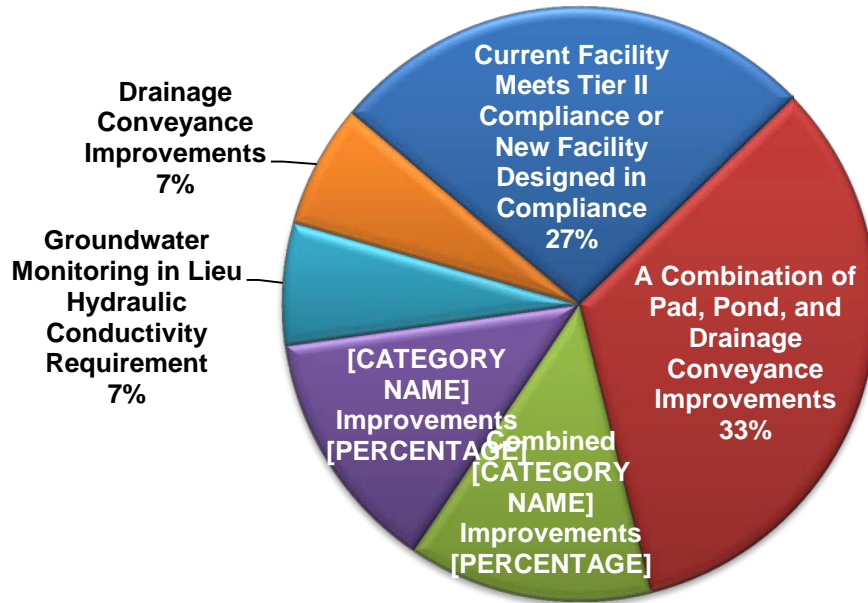 Current Facility
Meets Tier II
Compliance or
New Facility
Designed in
Compliance
27%
A Combination of
Pad, Pond, and
Drainage
Conveyance
Improvements
33%
Combined
[CATEGORY
NAME]
Improvements
[PERCENTAGE]
[CATEGORY
NAME]
Improvements
[PERCENTAGE]
Groundwater
Monitoring in Lieu
Hydraulic
Conductivity
Requirement
7%
Drainage
Conveyance
Improvements
7%